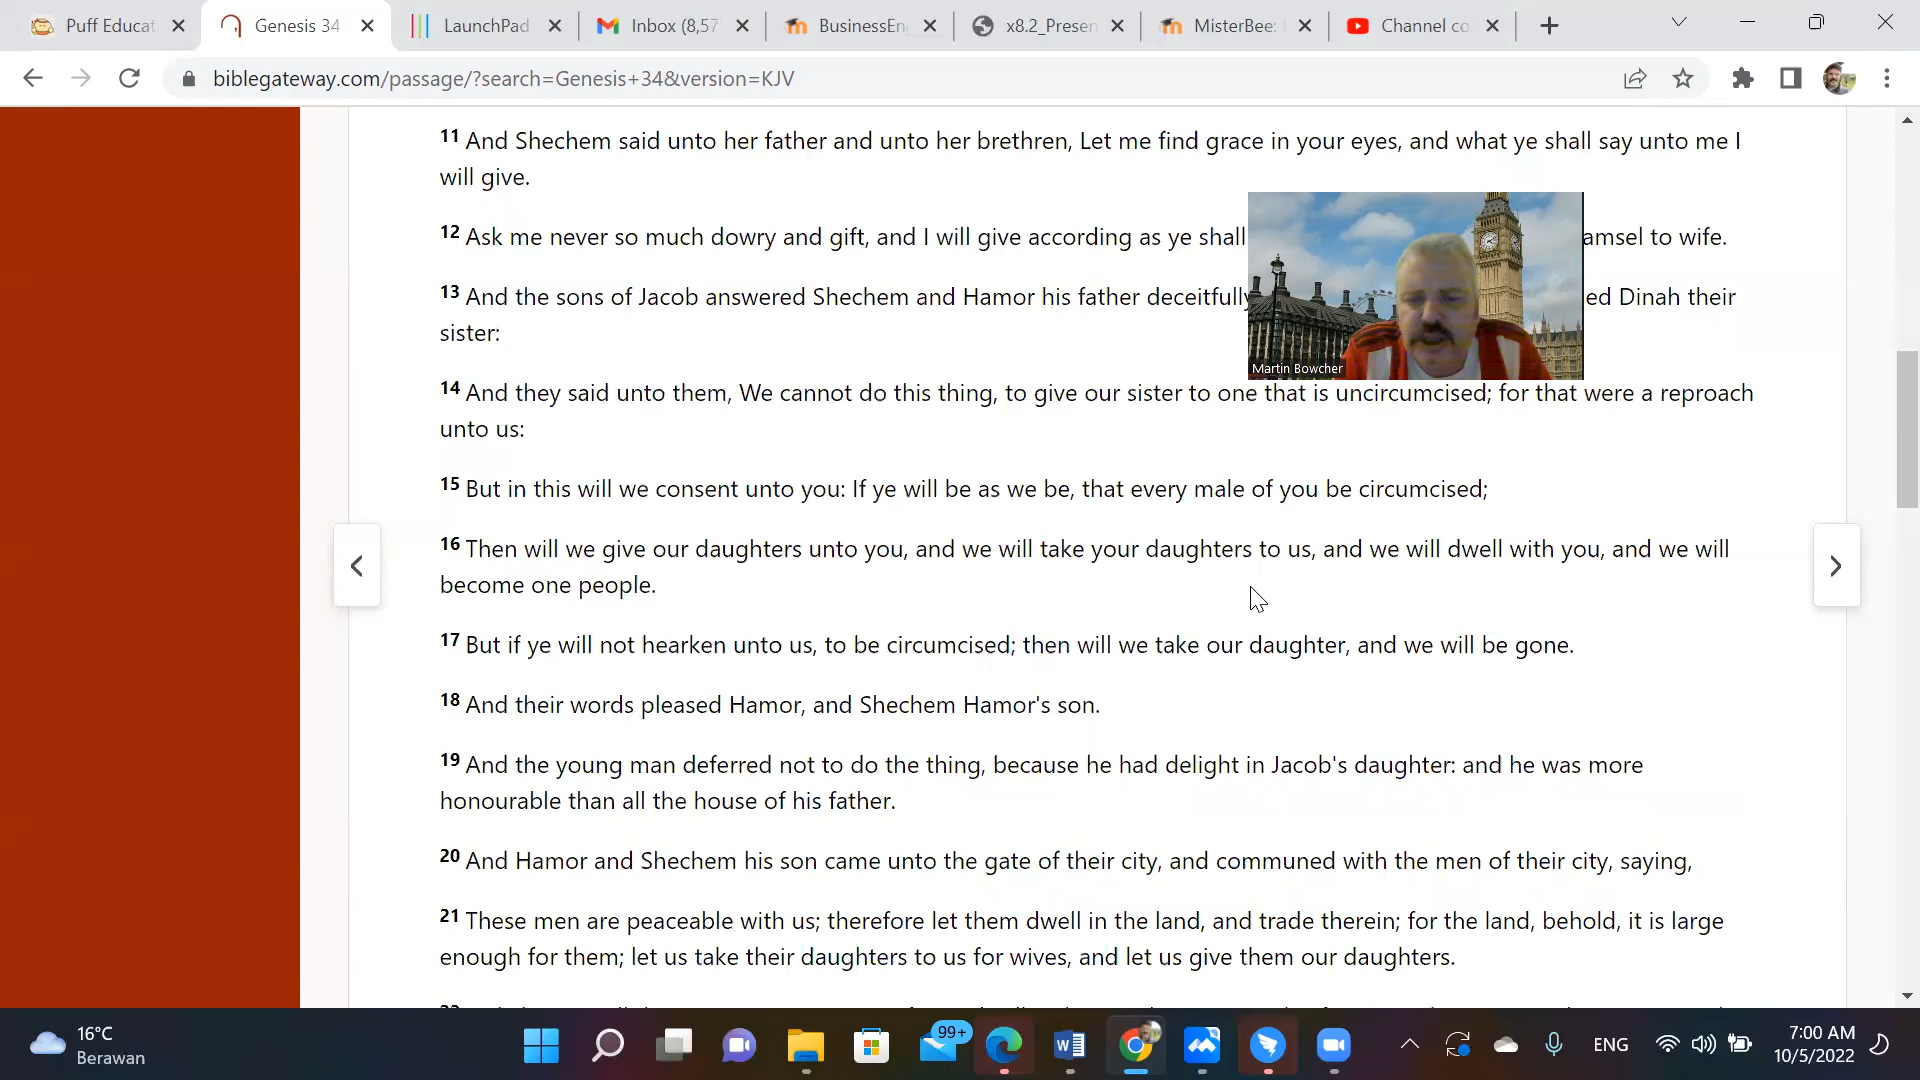 Puff Educat
Genesis 34
LaunchPad
Inbox (8,57
BusinessEn
x8.2_Presen
MisterBee:
Channel co
biblegateway.com/passage/?search=Genesis+34&version=KJV
11 And Shechem said unto her father and unto her brethren, Let me find grace in your eyes, and what ye shall say unto me I
will give.
12 Ask me never so much dowry and gift, and I will give according as ye shall amsel to wife.
13 And the sons of Jacob answered Shechem and Hamor his father deceitfully ed Dinah their
sister:
Martin Bowcher
14 And they said unto them, We cannot do this thing, to give our sister to one that is uncircumcised; for that were a reproach
unto us:
15 But in this will we consent unto you: If ye will be as we be, that every male of you be circumcised;
16 Then will we give our daughters unto you, and we will take your daughters to us, and we will dwell with you, and we will
become one people.
17 But if ye will not hearken unto us, to be circumcised; then will we take our daughter, and we will be gone.
18 And their words pleased Hamor, and Shechem Hamor's son.
19 And the young man deferred not to do the thing, because he had delight in Jacob's daughter: and he was more
honourable than all the house of his father.
20 And Hamor and Shechem his son came unto the gate of their city, and communed with the men of their city, saying,
21 These men are peaceable with us; therefore let them dwell in the land, and trade therein; for the land, behold, it is large
enough for them; let us take their daughters to us for wives, and let us give them our daughters.
16°C
Berawan
99+
ENG
7:00 AM
10/5/2022